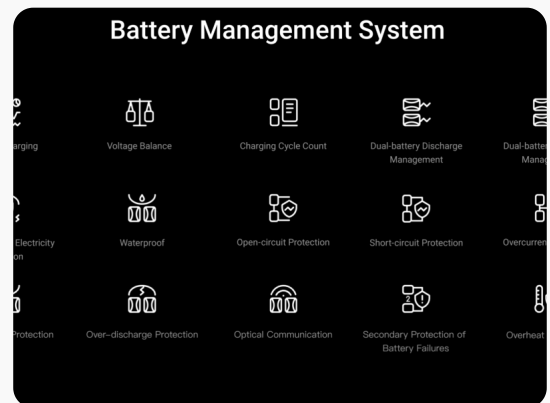 Battery Management System
arging
Voltage Balance
Charging Cycle Count
Dual-battery Discharge
Management
Dual-batter
Manag
Electricity
on
Waterproof
Open-circuit Protection
Short-circuit Protection
Overcurren
Protection
Over-discharge Protection
Optical Communication
2
Secondary Protection of
Battery Failures
Overheat